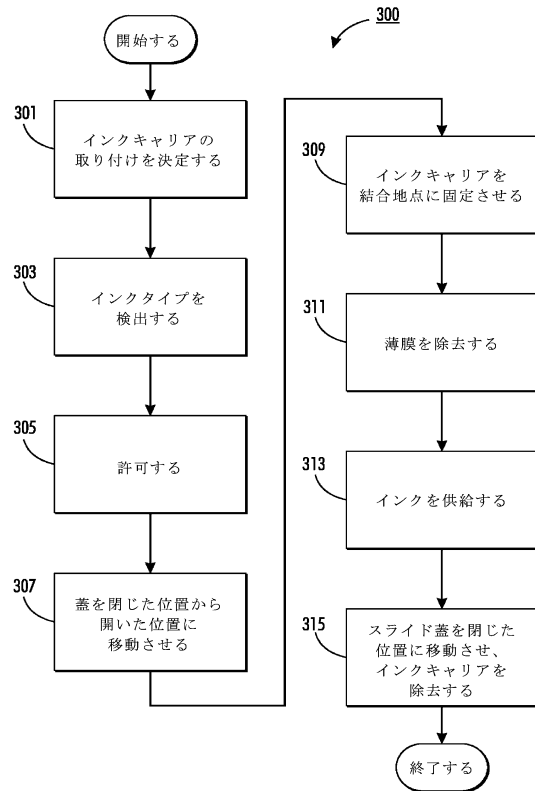 300
開始する
301
インクキャリアの
取り付けを決定する
303
インクタイプを
検出する
305
許可する
307
蓋を閉じた位置から
開いた位置に
移動させる
309
インクキャリアを
結合地点に固定させる
311
薄膜を除去する
313
インクを供給する
315
スライド蓋を閉じた
位置に移動させ、
インクキャリアを
除去する
終了する